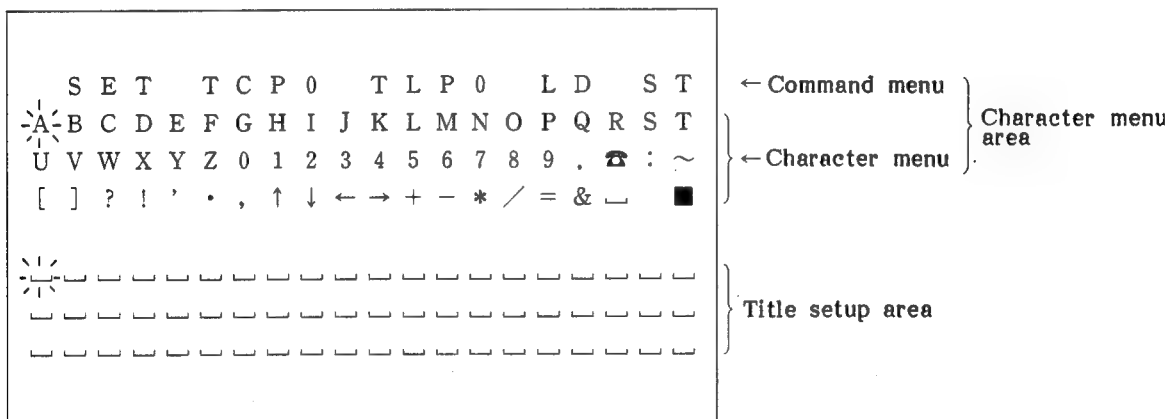 S E T T C P 0 T L P 0 L D S T ← Command menu
A B C D E F G H I J K L M N O P Q R S T
Character menu area
U V W X Y Z 0 1 2 3 4 5 6 7 8 9 . ☎ : ~ ← Character menu
[ ] ? ! ’ · , ↑ ↓ ← → + − * / = & ⎵ ■
⎵ ⎵ ⎵ ⎵ ⎵ ⎵ ⎵ ⎵ ⎵ ⎵ ⎵ ⎵ ⎵ ⎵ ⎵ ⎵ ⎵ ⎵ ⎵ ⎵
⎵ ⎵ ⎵ ⎵ ⎵ ⎵ ⎵ ⎵ ⎵ ⎵ ⎵ ⎵ ⎵ ⎵ ⎵ ⎵ ⎵ ⎵ ⎵ ⎵ Title setup area
⎵ ⎵ ⎵ ⎵ ⎵ ⎵ ⎵ ⎵ ⎵ ⎵ ⎵ ⎵ ⎵ ⎵ ⎵ ⎵ ⎵ ⎵ ⎵ ⎵